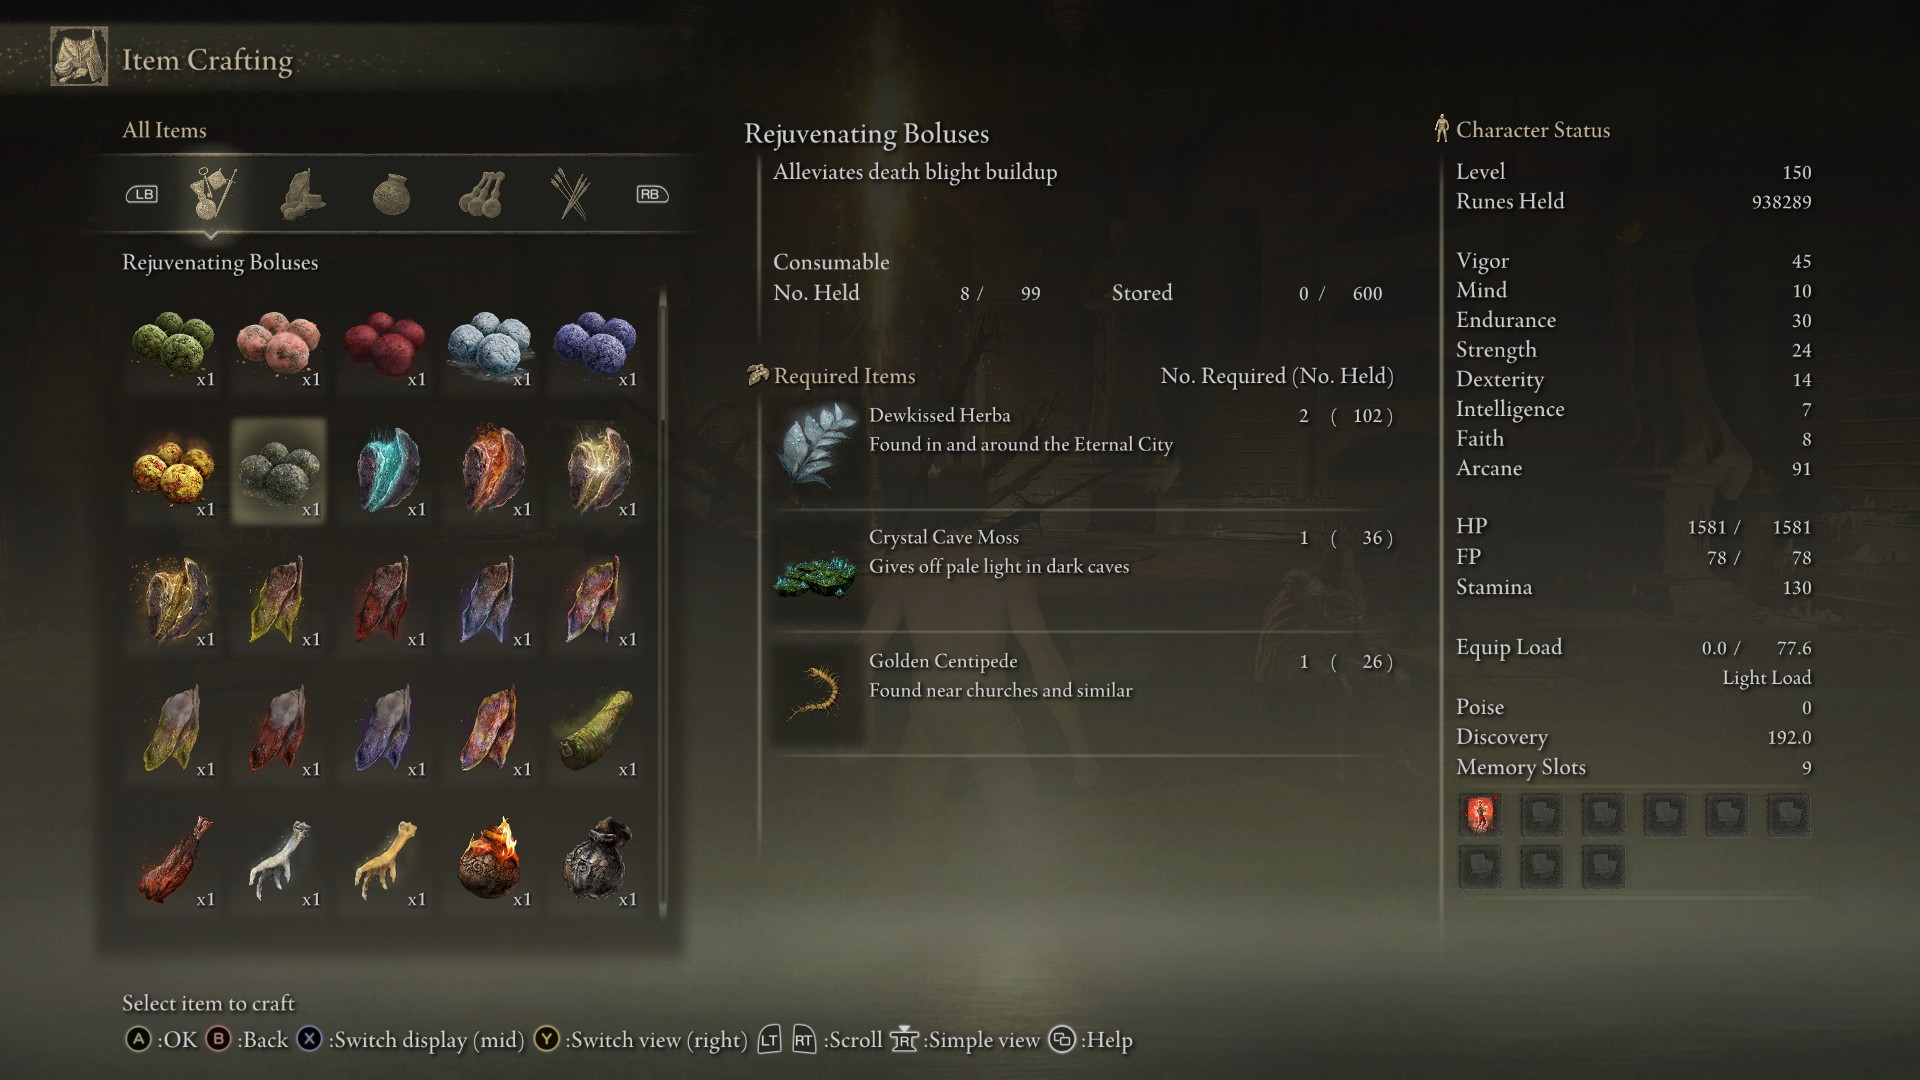 Item Crafting
All Items
LB
RB
Rejuvenating Boluses
x1 x1 x1 x1 x1
x1 x1 x1 x1 x1
x1 x1 x1 x1 x1
x1 x1 x1 x1 x1
x1 x1 x1 x1 x1
Rejuvenating Boluses
Alleviates death blight buildup
Consumable
No. Held 8 / 99 Stored 0 / 600
Required Items No. Required (No. Held)
Dewkissed Herba 2 ( 102 )
Found in and around the Eternal City
Crystal Cave Moss 1 ( 36 )
Gives off pale light in dark caves
Golden Centipede 1 ( 26 )
Found near churches and similar
Character Status
Level 150
Runes Held 938289
Vigor 45
Mind 10
Endurance 30
Strength 24
Dexterity 14
Intelligence 7
Faith 8
Arcane 91
HP 1581 / 1581
FP 78 / 78
Stamina 130
Equip Load 0.0 / 77.6
Light Load
Poise 0
Discovery 192.0
Memory Slots 9
Select item to craft
A :OK B :Back X :Switch display (mid) Y :Switch view (right) LT RT :Scroll R :Simple view :Help